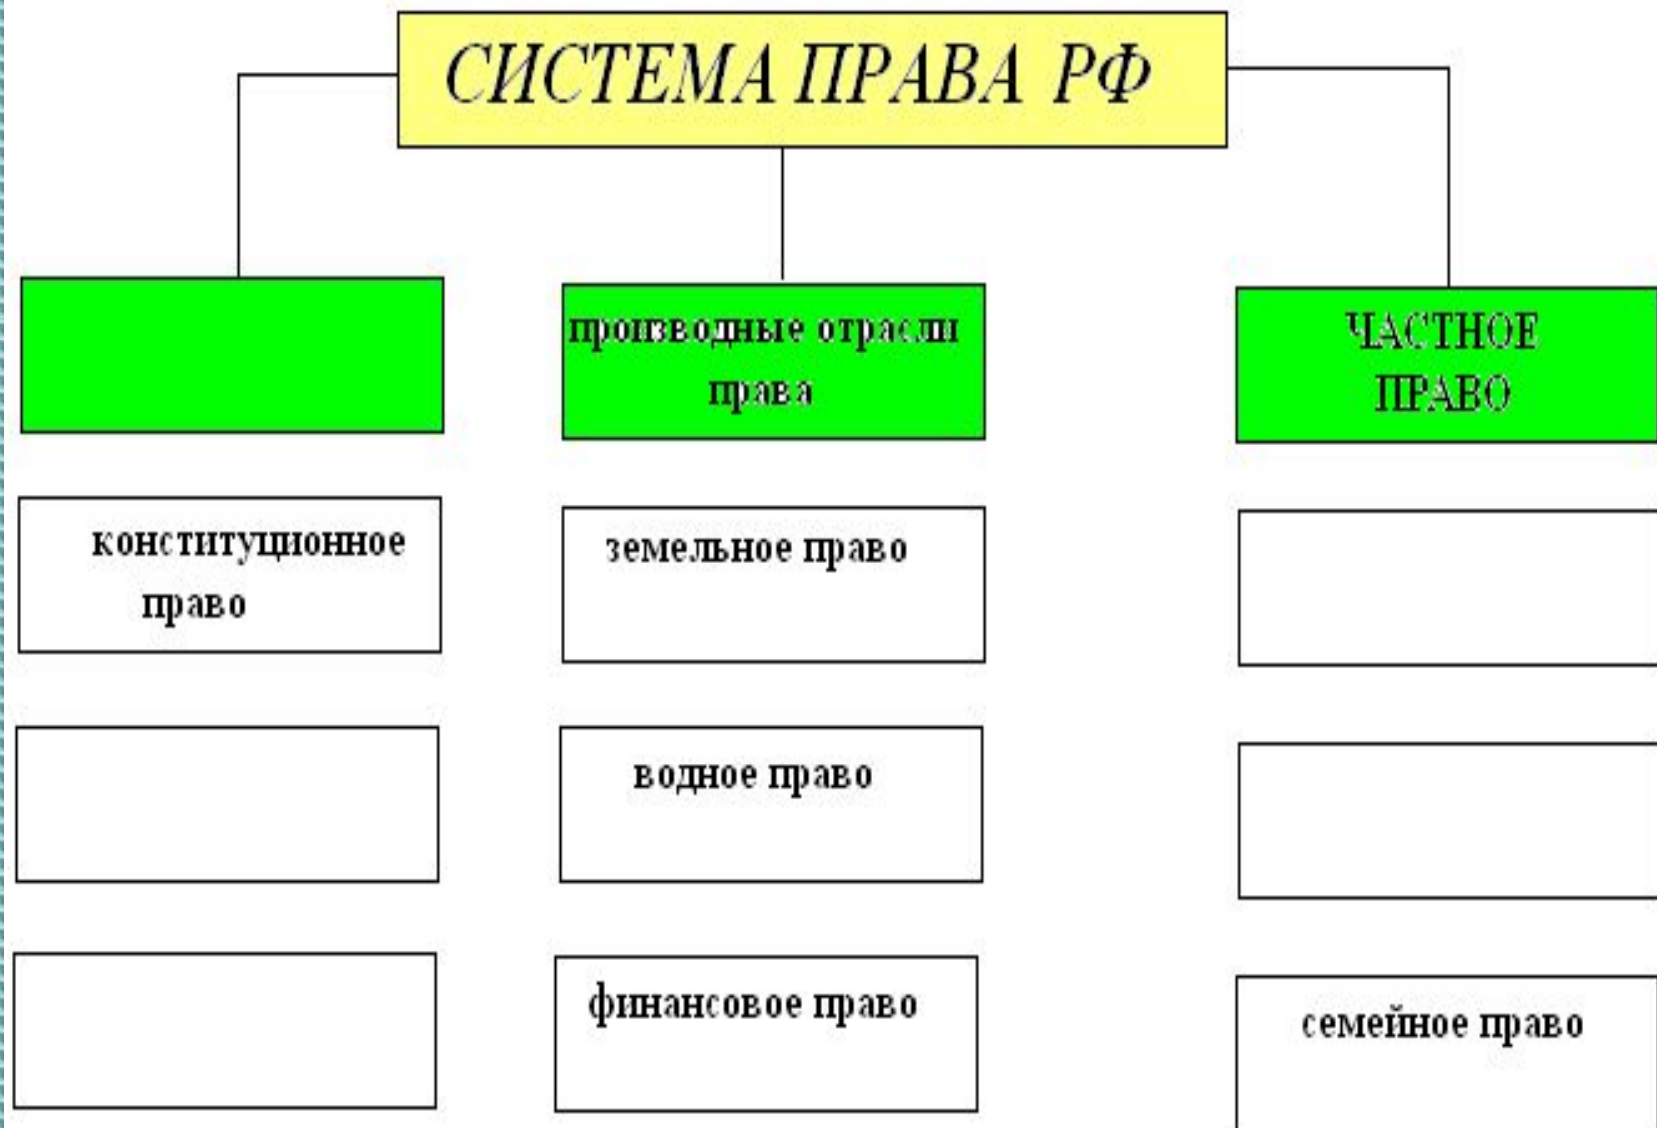 СИСТЕМА ПРАВА РФ
производные отрасли
права
ЧАСТНОЕ
ПРАВО
конституционное
право
земельное право
водное право
финансовое право
семейное право